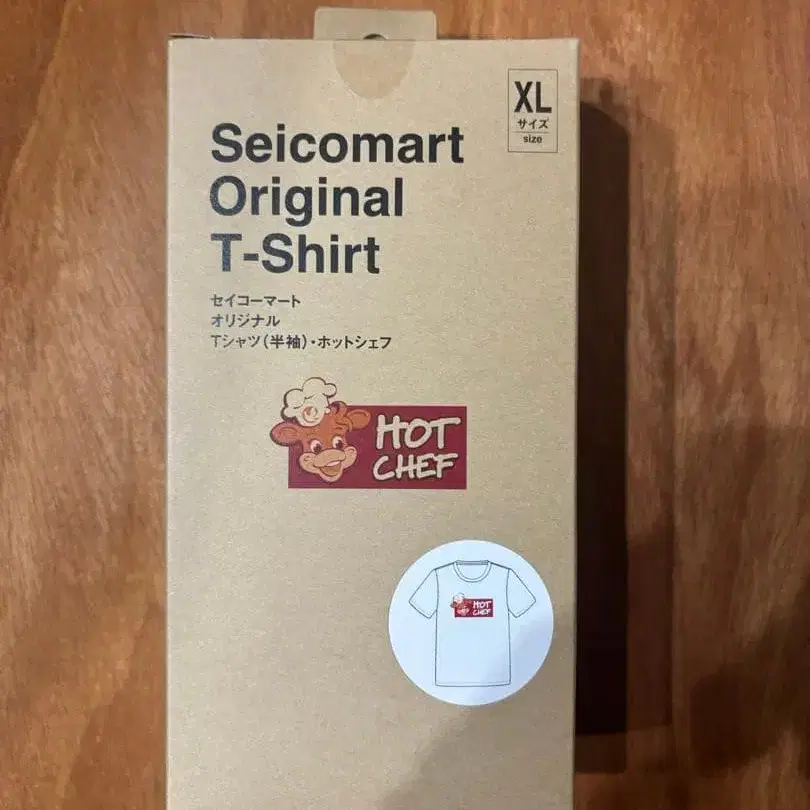 XL
サイズ
size
Seicomart
Original
T-Shirt
セイコーマート
オリジナル
Tシャツ(半袖)・ホットシェフ
HOT
CHEF
HOT
CHEF